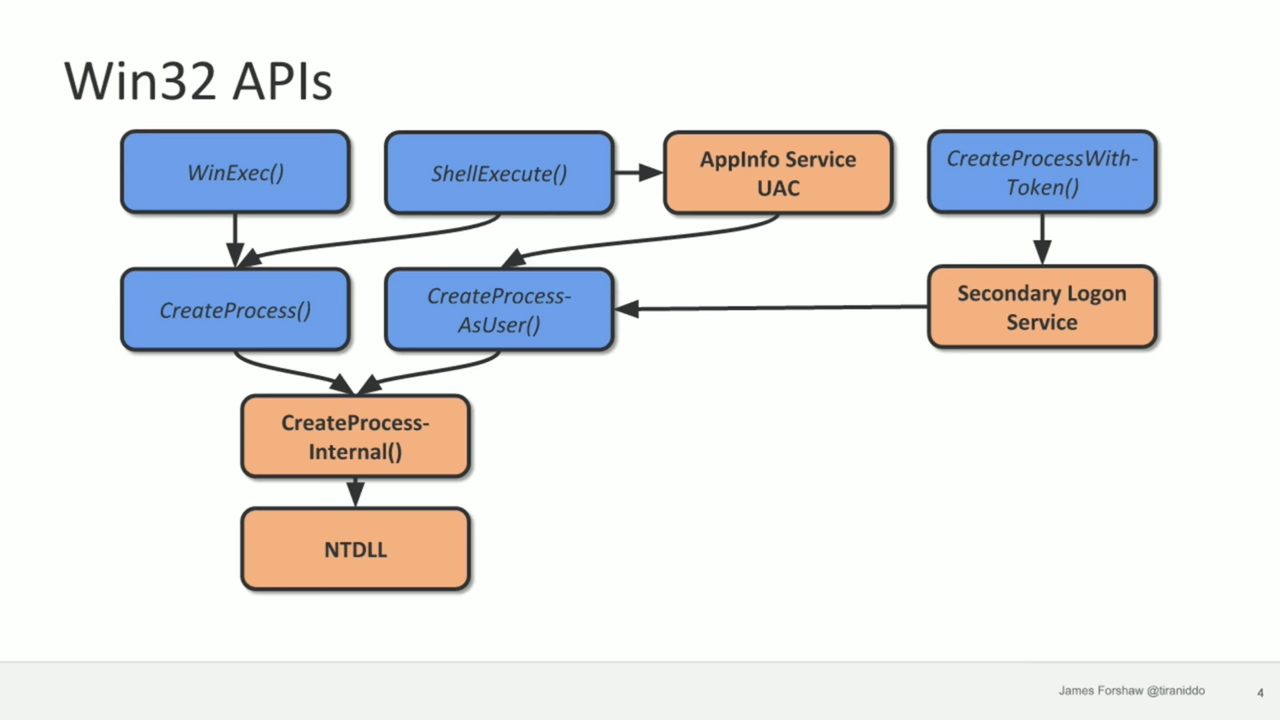 Win32 APIs
WinExec()
ShellExecute()
AppInfo Service
UAC
CreateProcessWith-
Token()
CreateProcess()
CreateProcess-
AsUser()
Secondary Logon
Service
CreateProcess-
Internal()
NTDLL
James Forshaw @tiraniddo
4